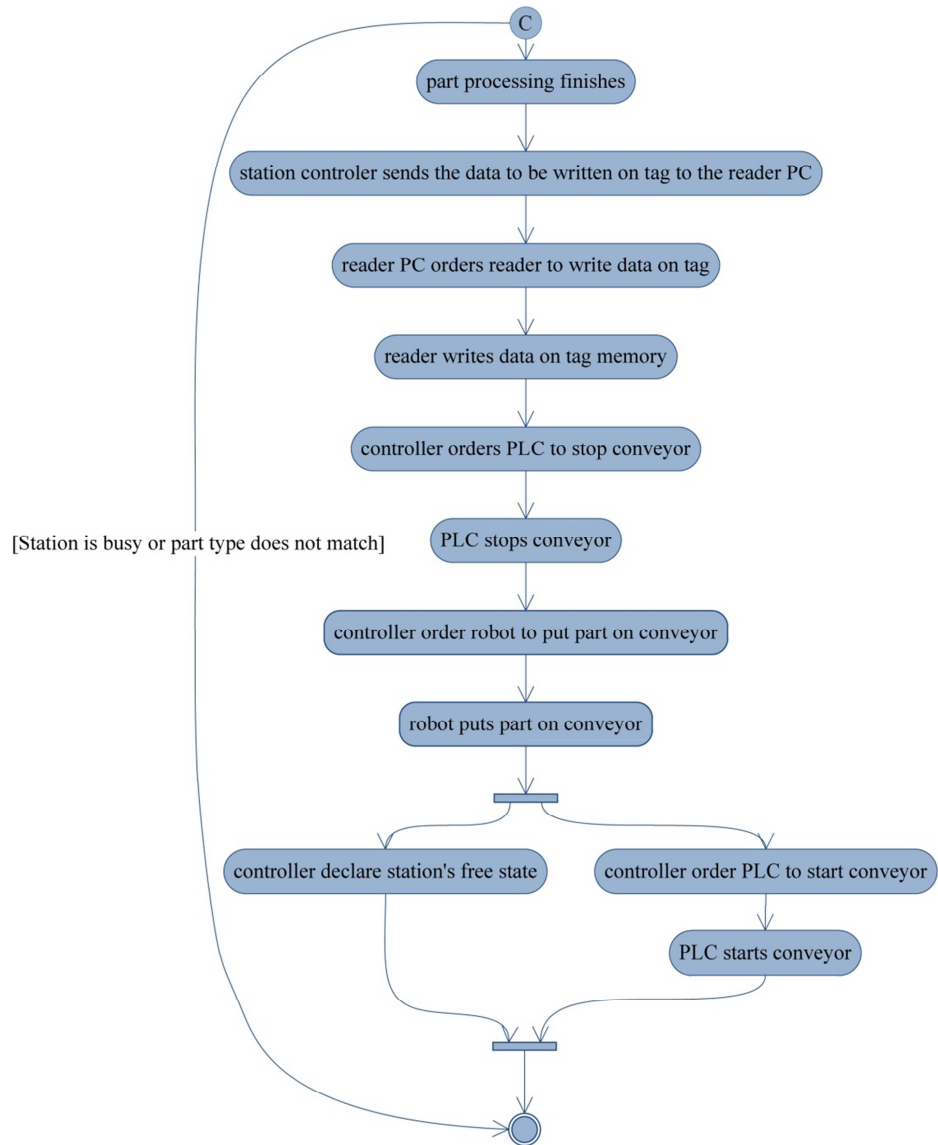 C
part processing finishes
station controler sends the data to be written on tag to the reader PC
reader PC orders reader to write data on tag
reader writes data on tag memory
controller orders PLC to stop conveyor
[Station is busy or part type does not match]
PLC stops conveyor
controller order robot to put part on conveyor
robot puts part on conveyor
controller declare station's free state
controller order PLC to start conveyor
PLC starts conveyor